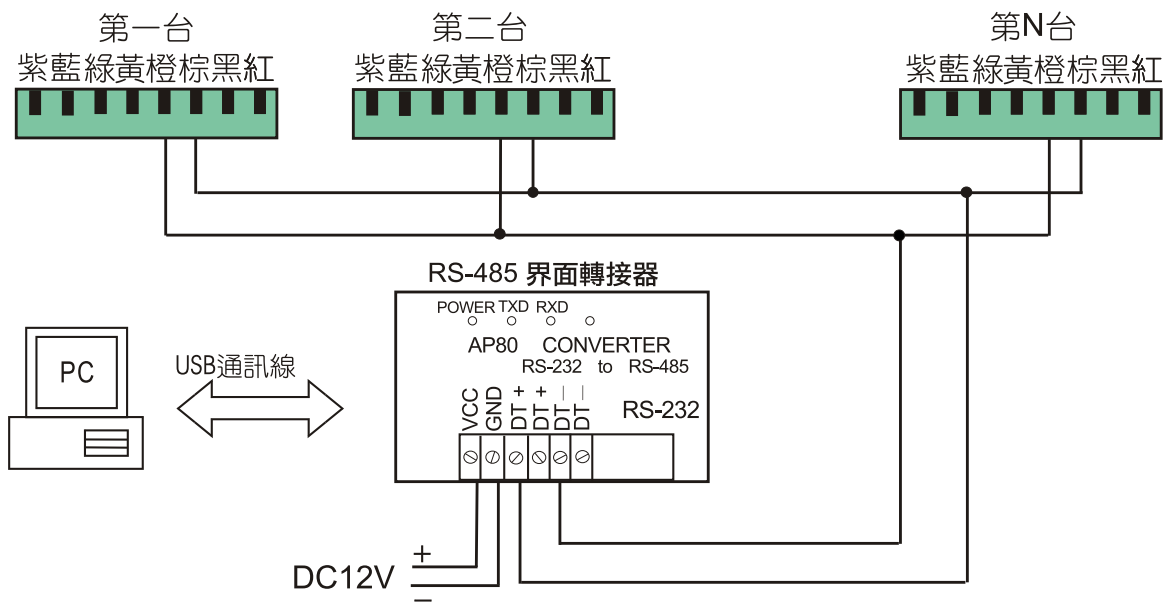 第一台
紫藍綠黃橙棕黑紅
第二台
紫藍綠黃橙棕黑紅
第N台
紫藍綠黃橙棕黑紅
RS-485 界面轉接器
POWER TXD RXD
AP80 CONVERTER
RS-232 to RS-485
VCC
GND
DT +
DT +
DT —
DT —
RS-232
PC
USB通訊線
DC12V
+
—